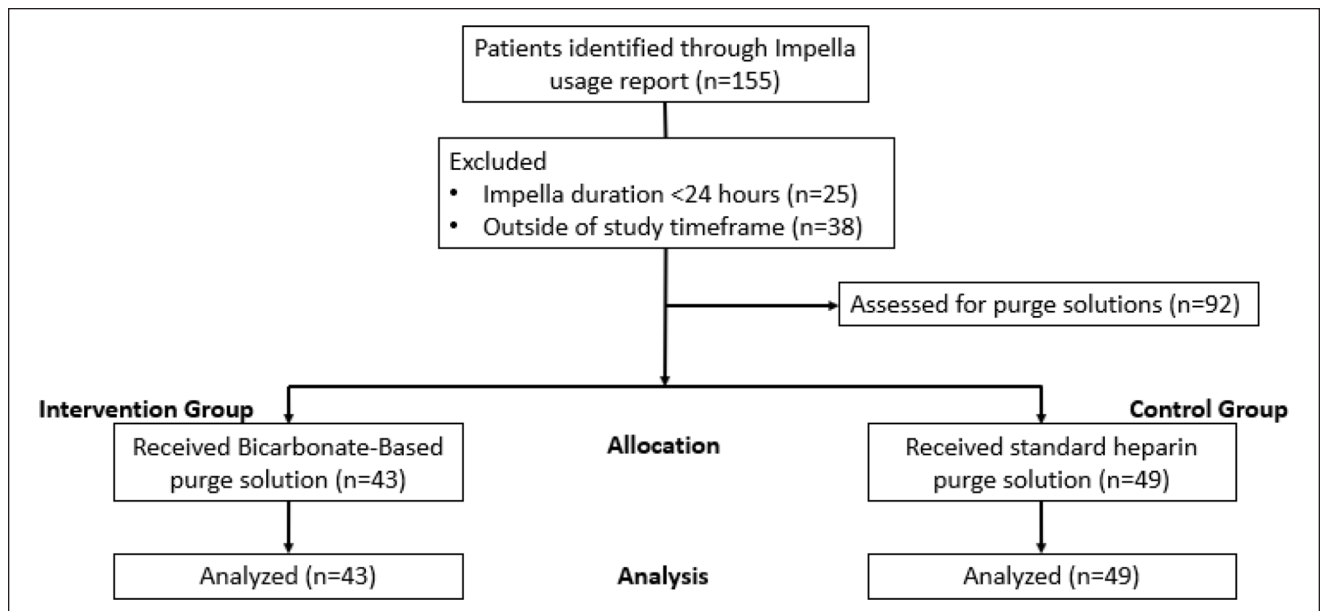 Patients identified through Impella
usage report (n=155)
Excluded
• Impella duration <24 hours (n=25)
• Outside of study timeframe (n=38)
Assessed for purge solutions (n=92)
Intervention Group
Control Group
Received Bicarbonate-Based
purge solution (n=43)
Allocation
Received standard heparin
purge solution (n=49)
Analyzed (n=43)
Analysis
Analyzed (n=49)